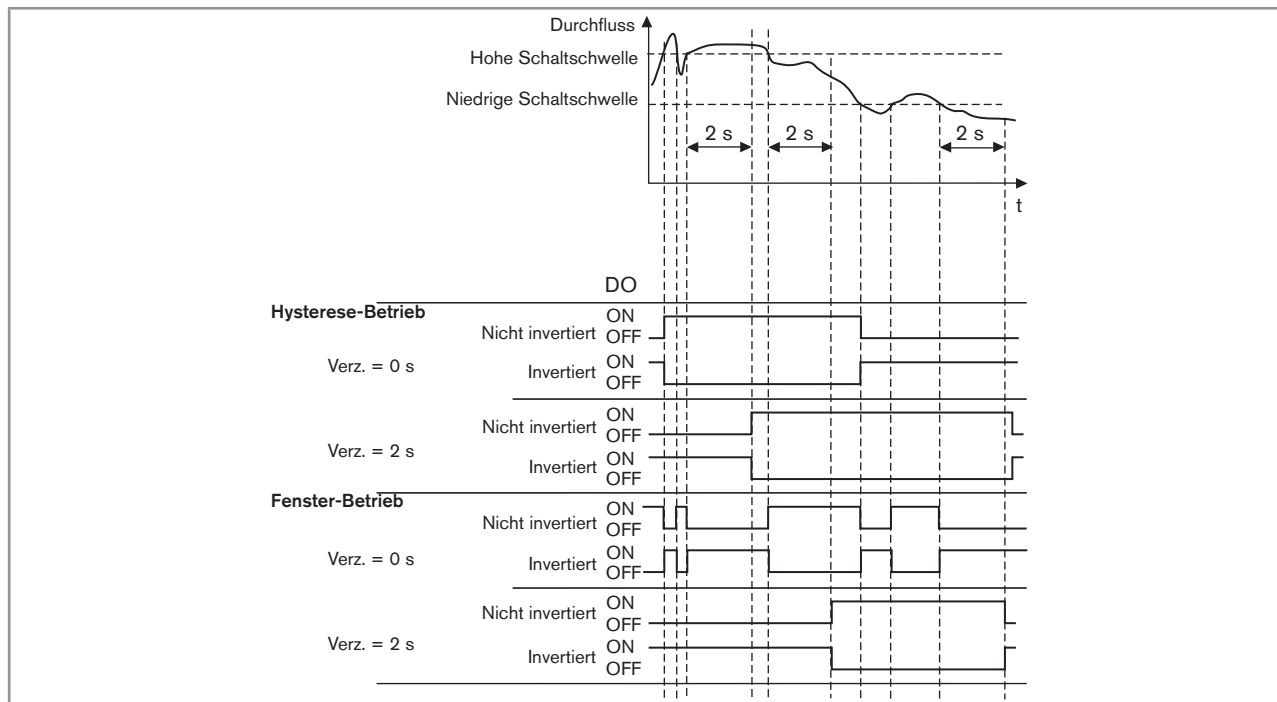 Durchfluss
Hohe Schaltschwelle
Niedrige Schaltschwelle
2 s
2 s
2 s
t
DO
Hysterese-Betrieb
Nicht invertiert
ON
OFF
Verz. = 0 s
Invertiert
ON
OFF
Nicht invertiert
ON
OFF
Verz. = 2 s
Invertiert
ON
OFF
Fenster-Betrieb
Nicht invertiert
ON
OFF
Verz. = 0 s
Invertiert
ON
OFF
Nicht invertiert
ON
OFF
Verz. = 2 s
Invertiert
ON
OFF